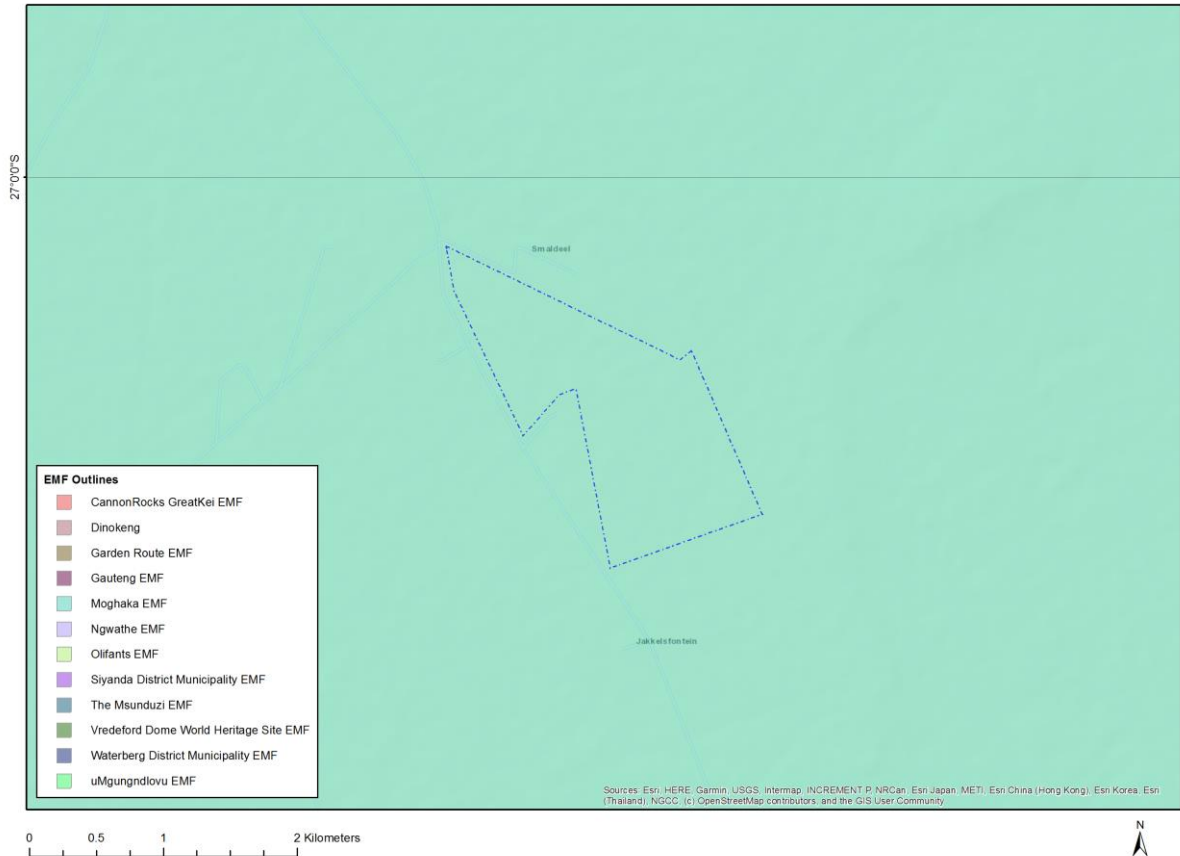 27°0'0"S
Smaldeel
EMF Outlines
CannonRocks GreatKei EMF
Dinokeng
Garden Route EMF
Gauteng EMF
Moghaka EMF
Ngwathe EMF
Olifants EMF
Siyanda District Municipality EMF
The Msunduzi EMF
Vredeford Dome World Heritage Site EMF
Waterberg District Municipality EMF
uMgungndlovu EMF
Jakkelsfontein
Sources: Esri, HERE, Garmin, USGS, Intermap, INCREMENT P, NRCan, Esri Japan, METI, Esri China (Hong Kong), Esri Korea, Esri
(Thailand), NGCC, (c) OpenStreetMap contributors, and the GIS User Community
0 0.5 1 2 Kilometers
N